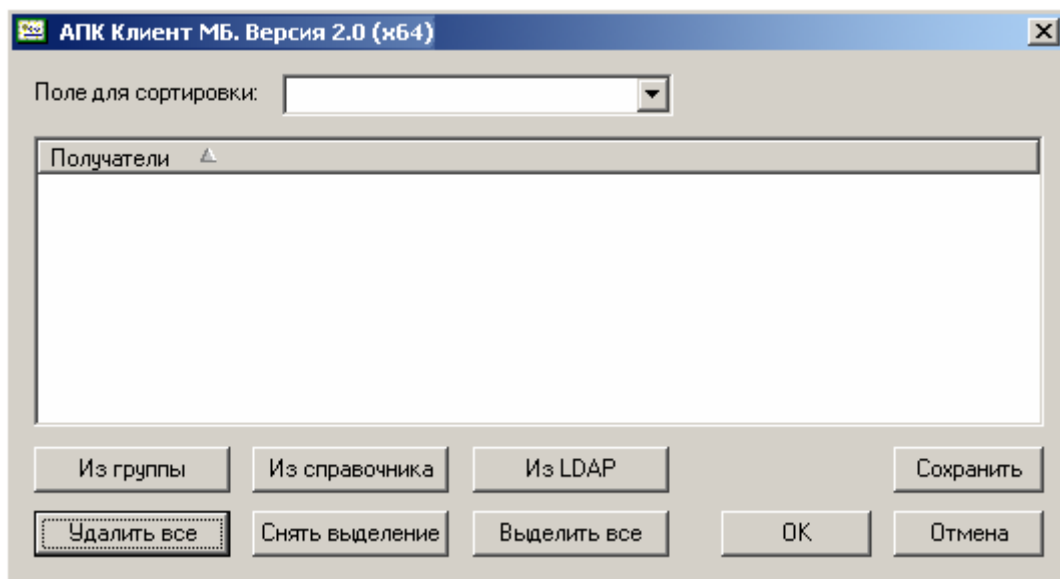 АПК Клиент МБ. Версия 2.0 (x64)
Поле для сортировки:
Получатели
Из группы Из справочника Из LDAP Сохранить
Удалить все Снять выделение Выделить все OK Отмена